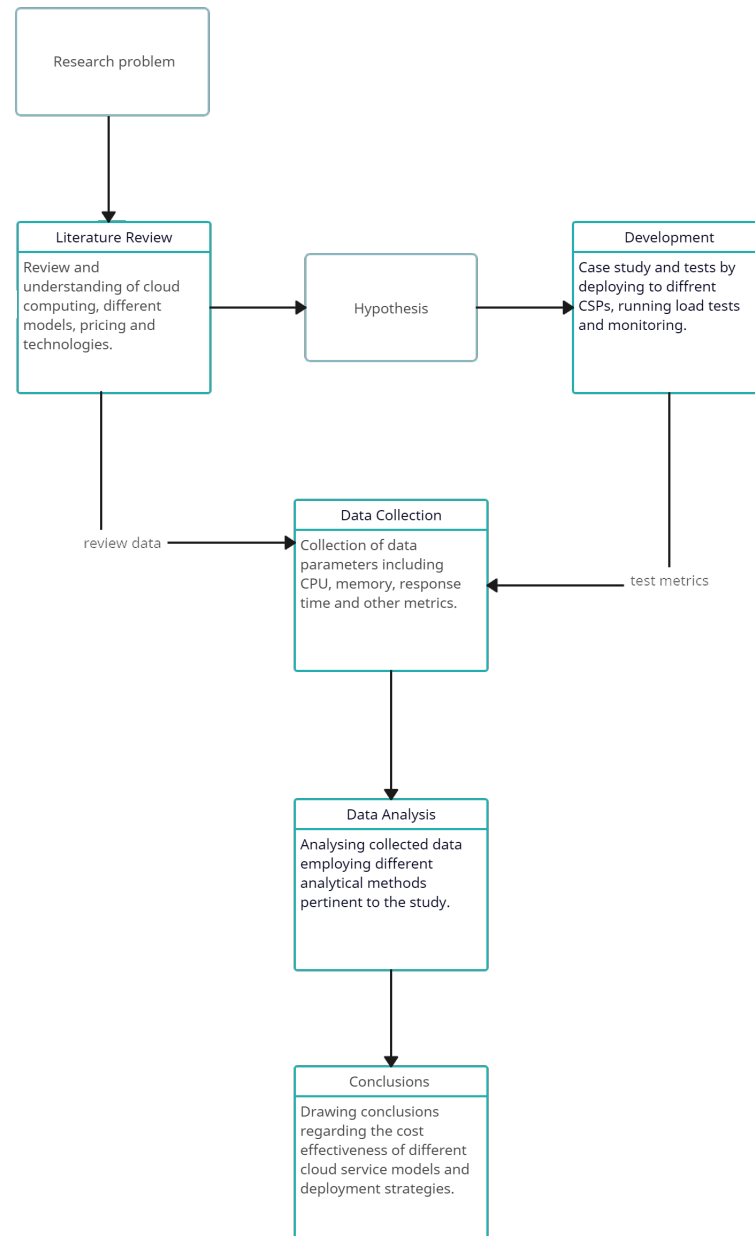 Research problem
Literature Review
Review and
understanding of cloud
computing, different
models, pricing and
technologies.
Hypothesis
Development
Case study and tests by
deploying to diffrent
CSPs, running load tests
and monitoring.
review data
Data Collection
Collection of data
parameters including
CPU, memory, response
time and other metrics.
test metrics
Data Analysis
Analysing collected data
employing different
analytical methods
pertinent to the study.
Conclusions
Drawing conclusions
regarding the cost
effectiveness of different
cloud service models and
deployment strategies.